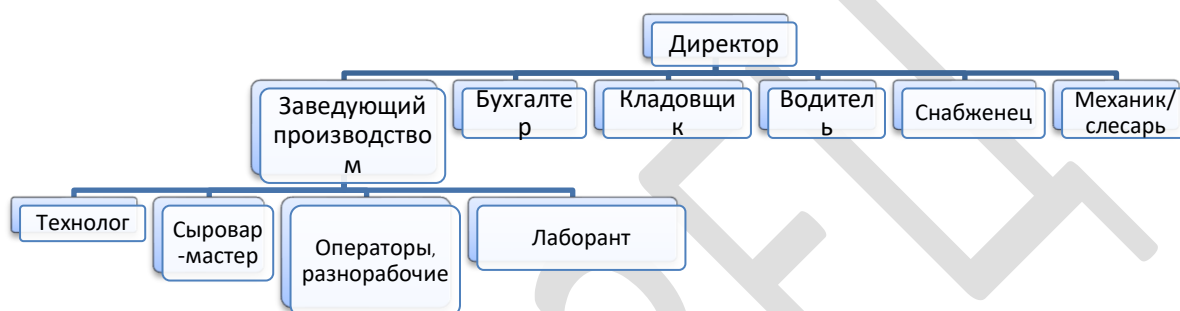 Директор
Заведующий
производство
м
Бухгалте
р
Кладовщи
к
Водител
ь
Снабженец
Механик/
слесарь
Технолог
Сыровар
-мастер
Операторы,
разнорабочие
Лаборант